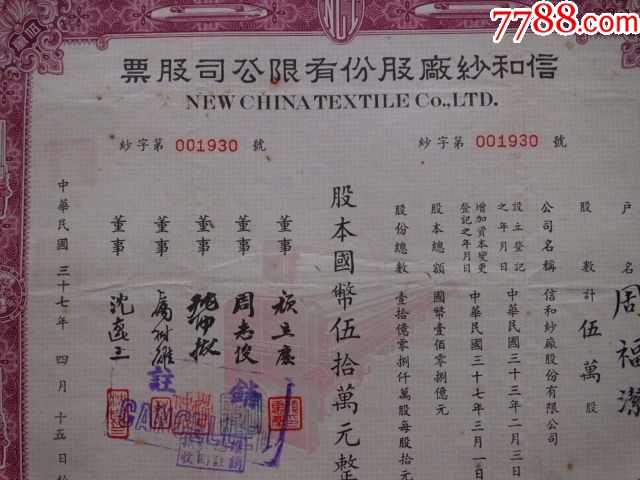 7788.com
NCT
信和紗廠股份有限公司股票
NEW CHINA TEXTILE Co., LTD.
紗字第 001930 號
紗字第 001930 號
戶名 周福潔
股數計伍萬股
公司名稱 信和紗廠股份有限公司
設立登記之年月日 中華民國三十三年二月三日
增加資本變更登記之年月日 中華民國三十七年三月一日
股本總額 國幣壹佰零捌億元
股份總數 壹拾億零捌仟萬股每股拾元
股本國幣伍拾萬元整
董事
董事 周志俊
董事
董事
董事
中華民國三十七年四月十五日
註銷
CANCELLED